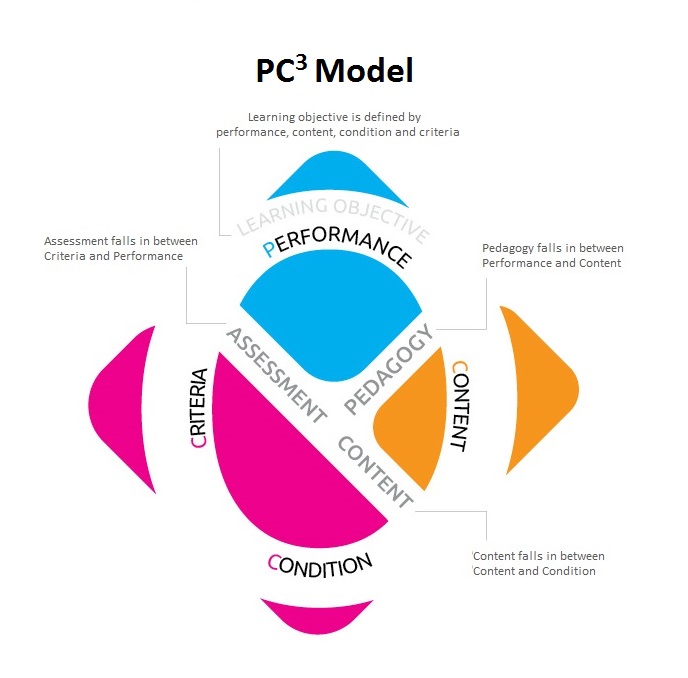 PC³ Model
Learning objective is defined by
performance, content, condition and criteria
LEARNING OBJECTIVE
PERFORMANCE
Assessment falls in between
Criteria and Performance
Pedagogy falls in between
Performance and Content
ASSESSMENT
PEDAGOGY
CRITERIA
CONTENT
CONTENT
CONDITION
'Content falls in between
'Content and Condition